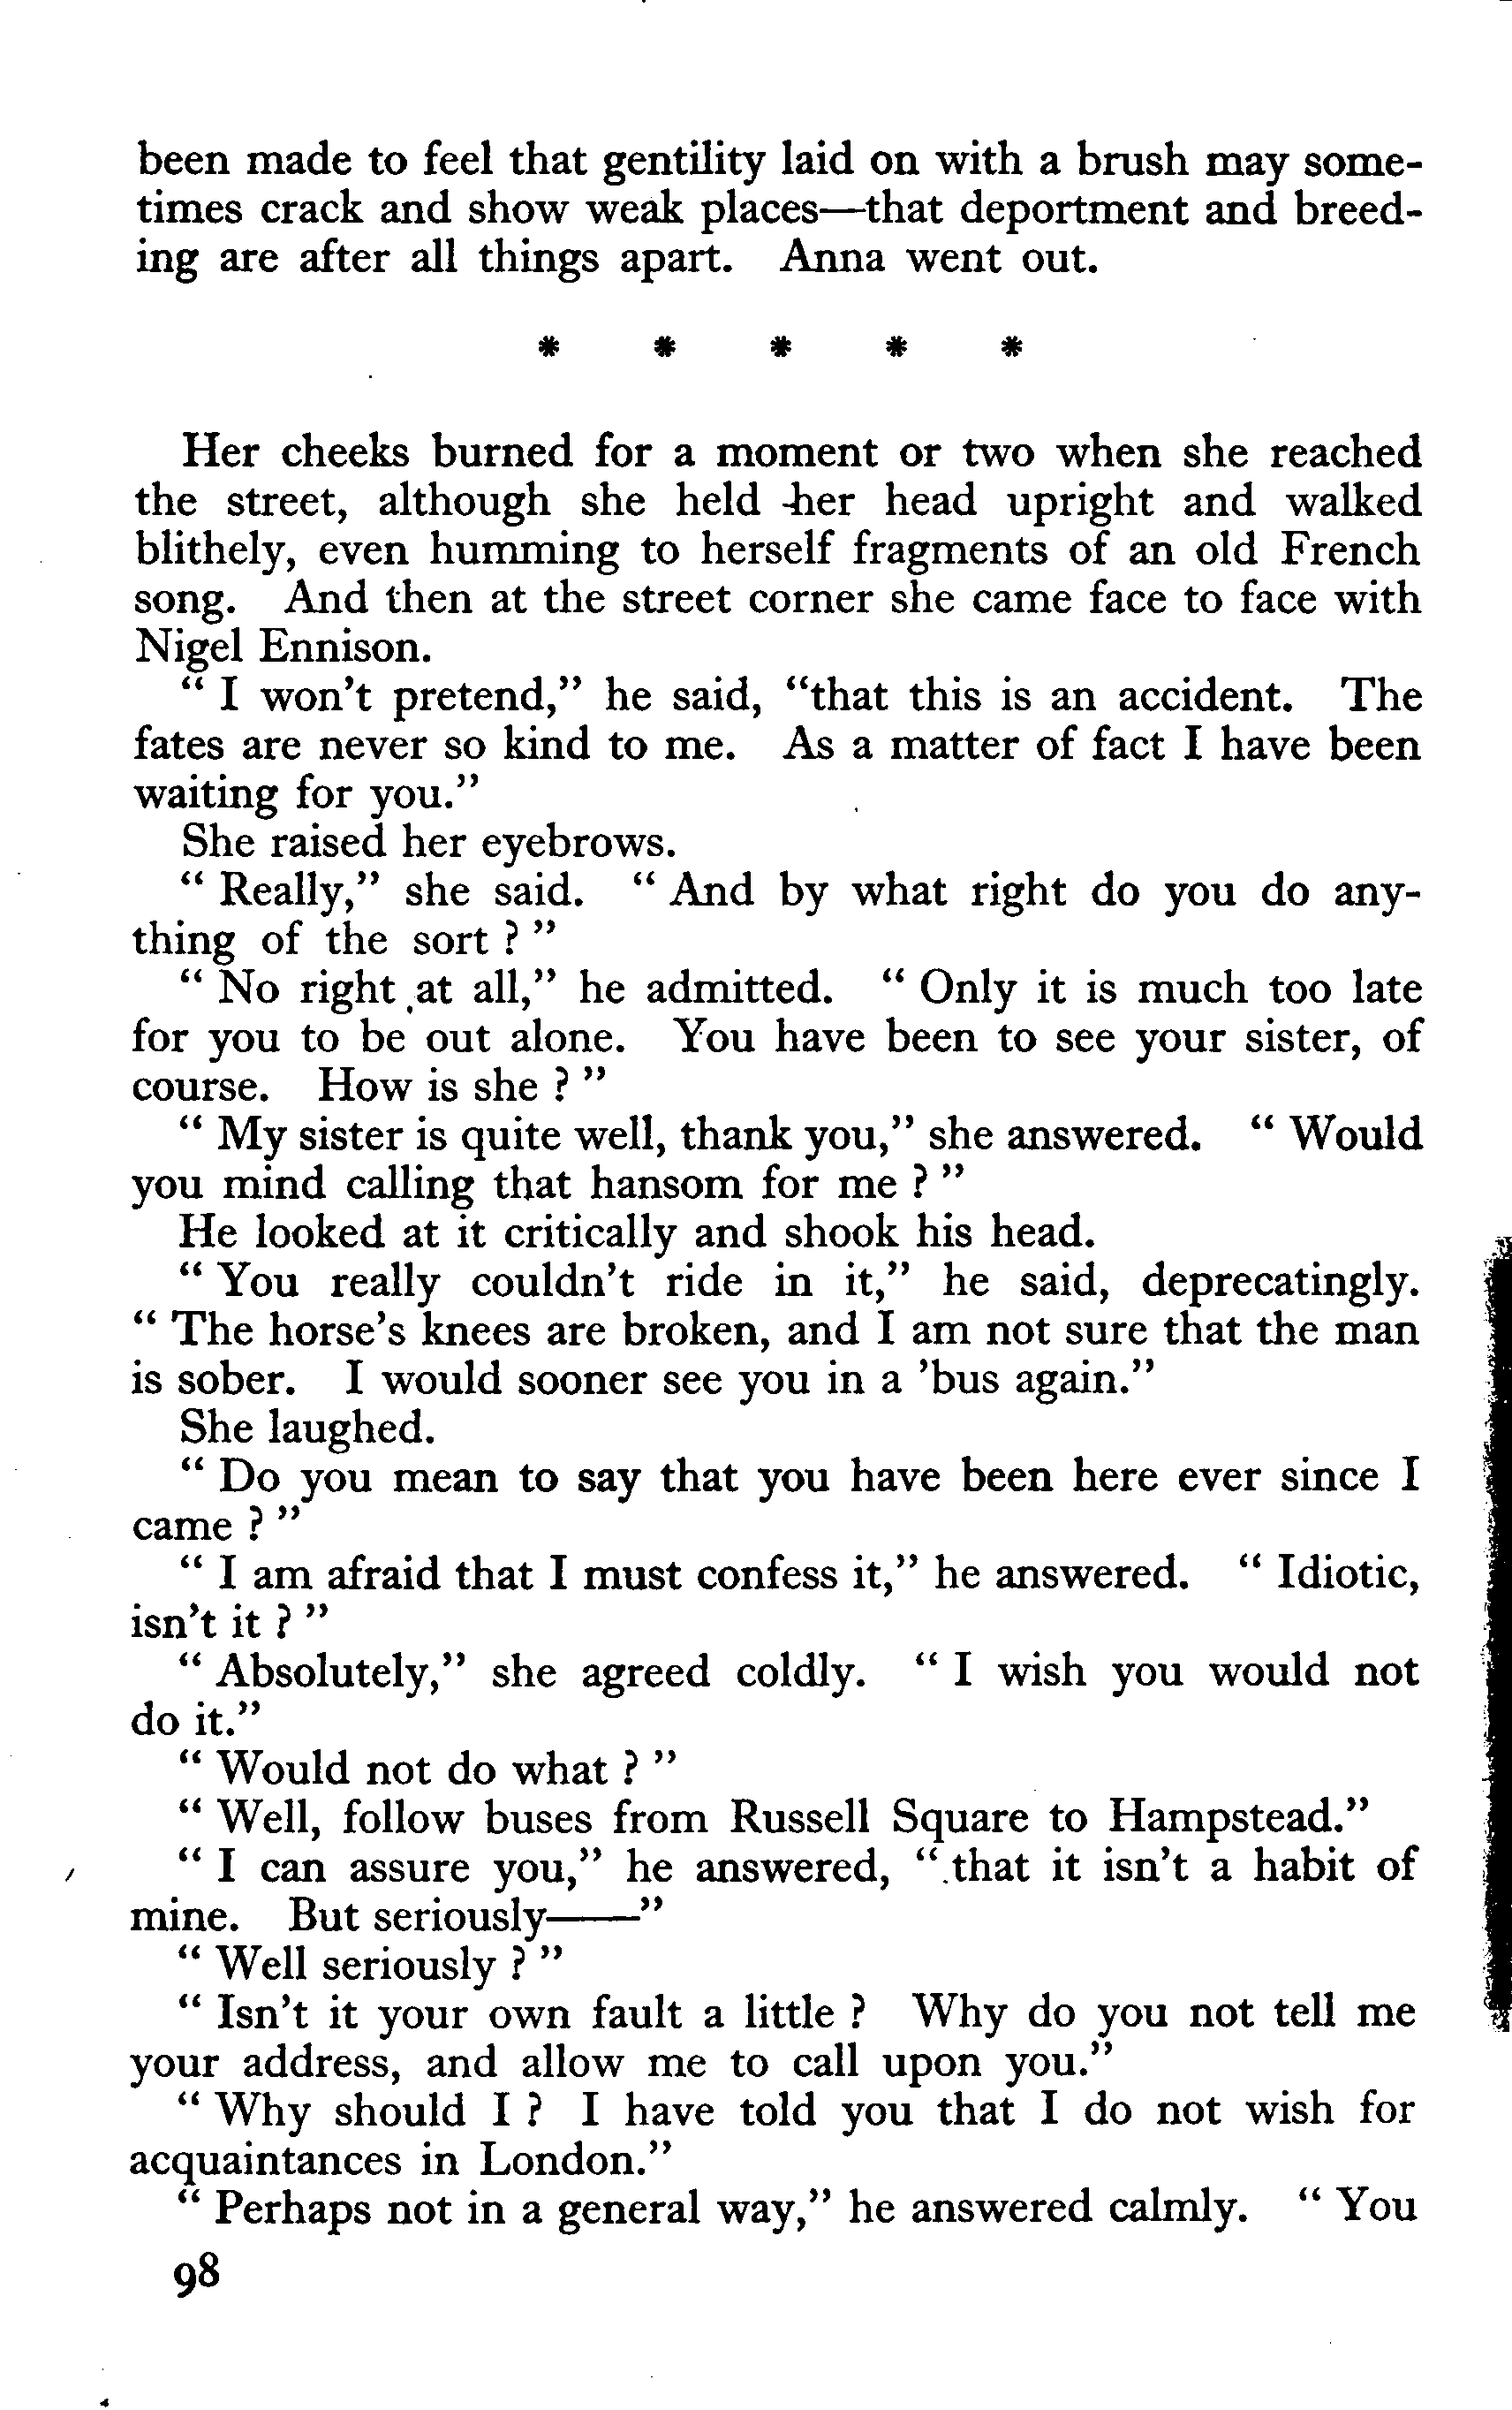 been made to feel that gentility laid on with a brush may some-
times crack and show weak places—that deportment and breed-
ing are after all things apart. Anna went out.
* * * * *
Her cheeks burned for a moment or two when she reached
the street, although she held her head upright and walked
blithely, even humming to herself fragments of an old French
song. And then at the street corner she came face to face with
Nigel Ennison.
“ I won't pretend,” he said, “that this is an accident. The
fates are never so kind to me. As a matter of fact I have been
waiting for you.”
She raised her eyebrows.
“ Really,” she said. “ And by what right do you do any-
thing of the sort ? ”
“ No right at all,” he admitted. “ Only it is much too late
for you to be out alone. You have been to see your sister, of
course. How is she ? ”
“ My sister is quite well, thank you,” she answered. “ Would
you mind calling that hansom for me ? ”
He looked at it critically and shook his head.
“ You really couldn't ride in it,” he said, deprecatingly.
“ The horse's knees are broken, and I am not sure that the man
is sober. I would sooner see you in a 'bus again.”
She laughed.
“ Do you mean to say that you have been here ever since I
came ? ”
“ I am afraid that I must confess it,” he answered. “ Idiotic,
isn't it ? ”
“ Absolutely,” she agreed coldly. “ I wish you would not
do it.”
“ Would not do what ? ”
“ Well, follow buses from Russell Square to Hampstead.”
“ I can assure you,” he answered, “ that it isn't a habit of
mine. But seriously——”
“ Well seriously ? ”
“ Isn't it your own fault a little ? Why do you not tell me
your address, and allow me to call upon you.”
“ Why should I ? I have told you that I do not wish for
acquaintances in London.”
“ Perhaps not in a general way,” he answered calmly. “ You
98